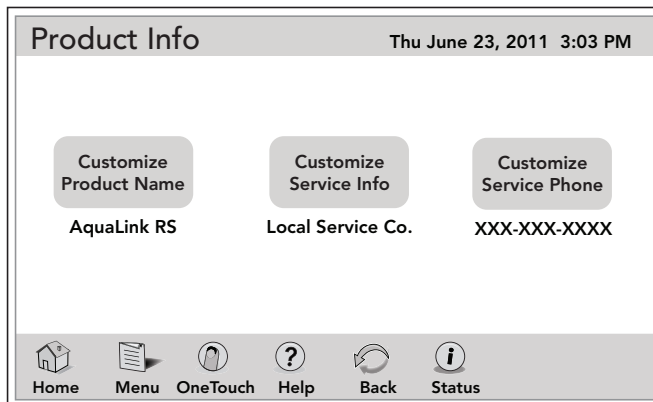 Product Info
Thu June 23, 2011 3:03 PM
Customize
Product Name
Customize
Service Info
Customize
Service Phone
AquaLink RS
Local Service Co.
XXX-XXX-XXXX
?
i
Home
Menu
OneTouch
Help
Back
Status